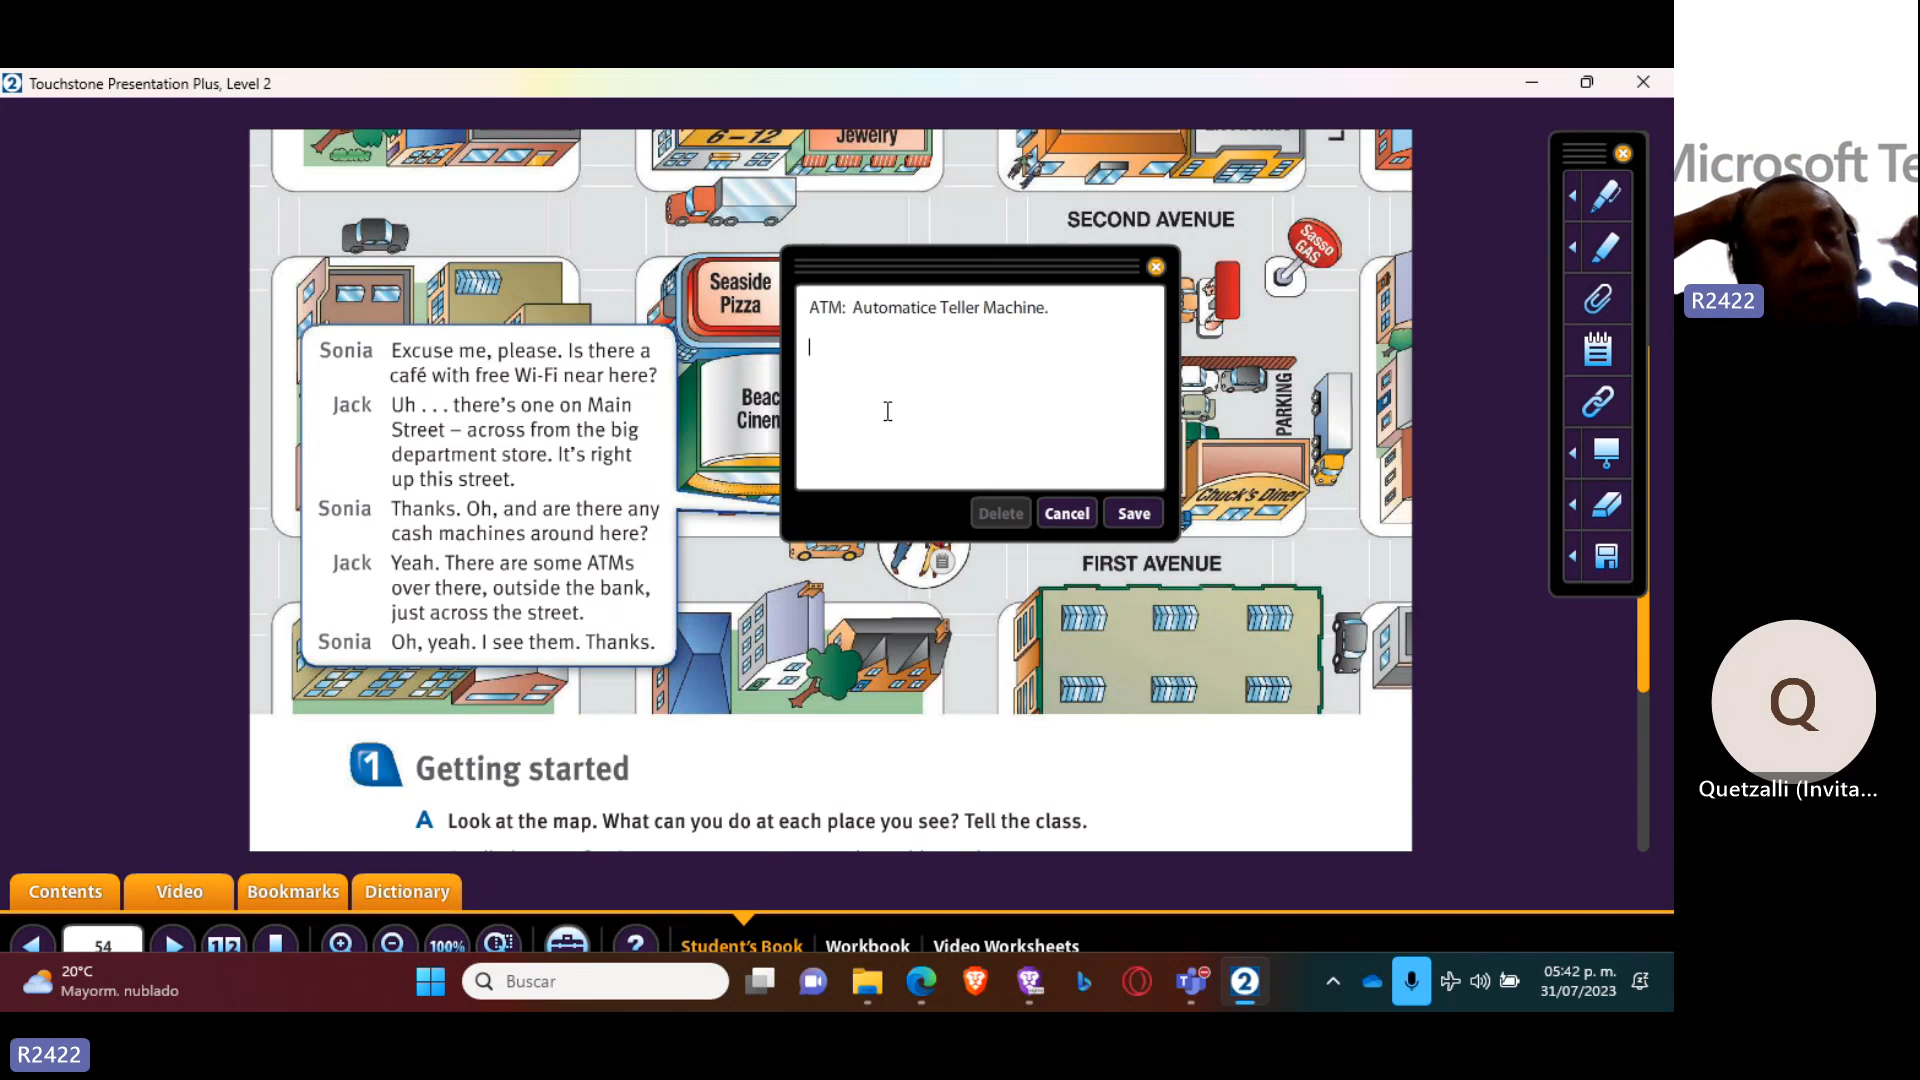 Touchstone Presentation Plus, Level 2
6-12
Jewelry
SECOND AVENUE
Sasso
GAS
Seaside
Pizza
ATM: Automatice Teller Machine.
Sonia Excuse me, please. Is there a
café with free Wi-Fi near here?
Jack Uh . . . there's one on Main
Street – across from the big
department store. It's right
up this street.
Sonia Thanks. Oh, and are there any
cash machines around here?
Jack Yeah. There are some ATMs
over there, outside the bank,
just across the street.
Sonia Oh, yeah. I see them. Thanks.
Beac
Cinen
PARKING
Chuck's Diner
Delete Cancel Save
FIRST AVENUE
1 Getting started
A Look at the map. What can you do at each place you see? Tell the class.
Contents Video Bookmarks Dictionary
54 12 100% ? Student's Book Workbook Video Worksheets
20°C
Mayorm. nublado
Buscar
2
05:42 p. m.
31/07/2023
R2422
Microsoft Te
R2422
Q
Quetzalli (Invita...